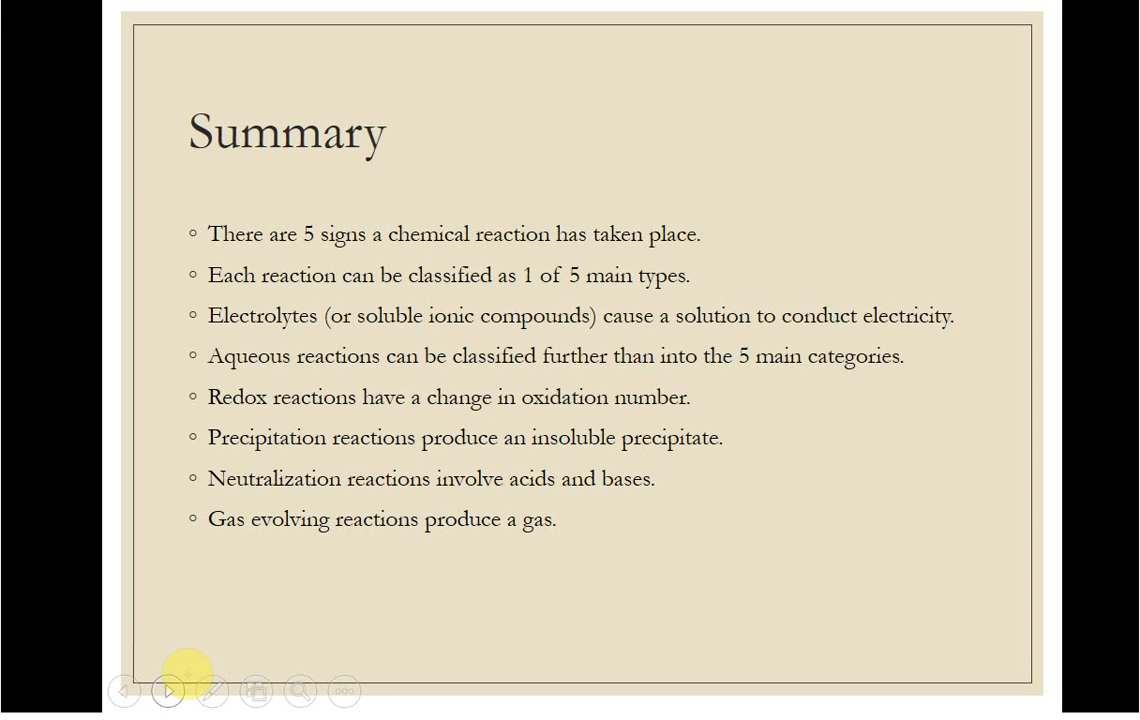 Summary
There are 5 signs a chemical reaction has taken place.
Each reaction can be classified as 1 of 5 main types.
Electrolytes (or soluble ionic compounds) cause a solution to conduct electricity.
Aqueous reactions can be classified further than into the 5 main categories.
Redox reactions have a change in oxidation number.
Precipitation reactions produce an insoluble precipitate.
Neutralization reactions involve acids and bases.
Gas evolving reactions produce a gas.